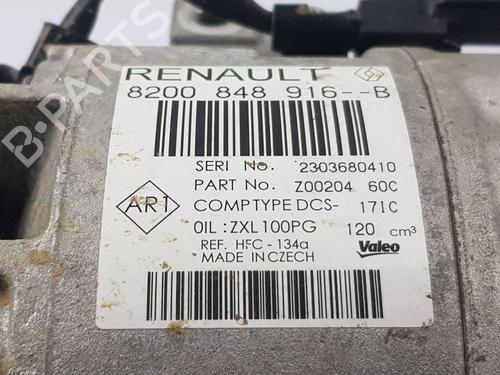 RENAULT
8200 848 916--B
SERI No. 2303680410
PART No. Z00204 60C
AR1 COMPTYPE DCS- 17IC
OIL :ZXL100PG 120 cm³
REF. HFC - 134a
MADE IN CZECH Valeo
B-PARTS